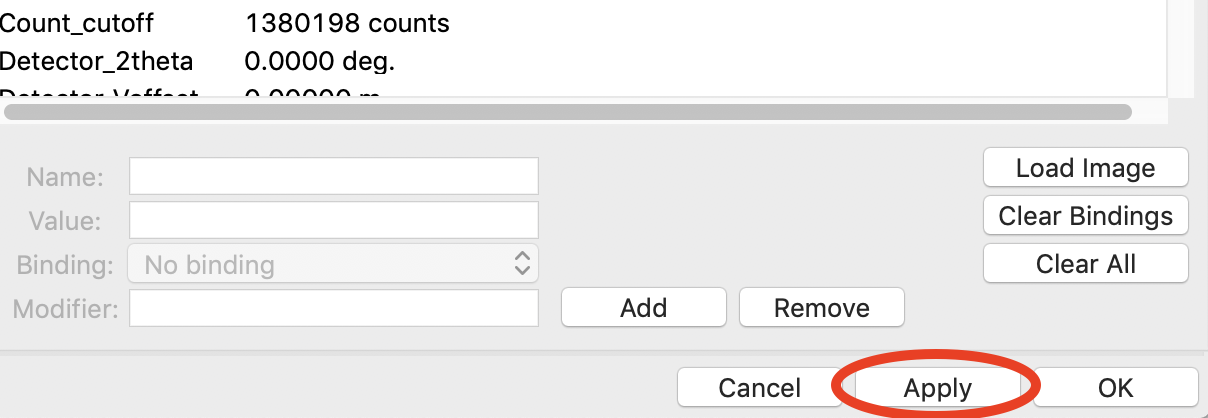 Count_cutoff 1380198 counts
Detector_2theta 0.0000 deg.
Name:
Load Image
Value:
Clear Bindings
Binding: No binding
Clear All
Modifier:
Add Remove
Cancel Apply OK